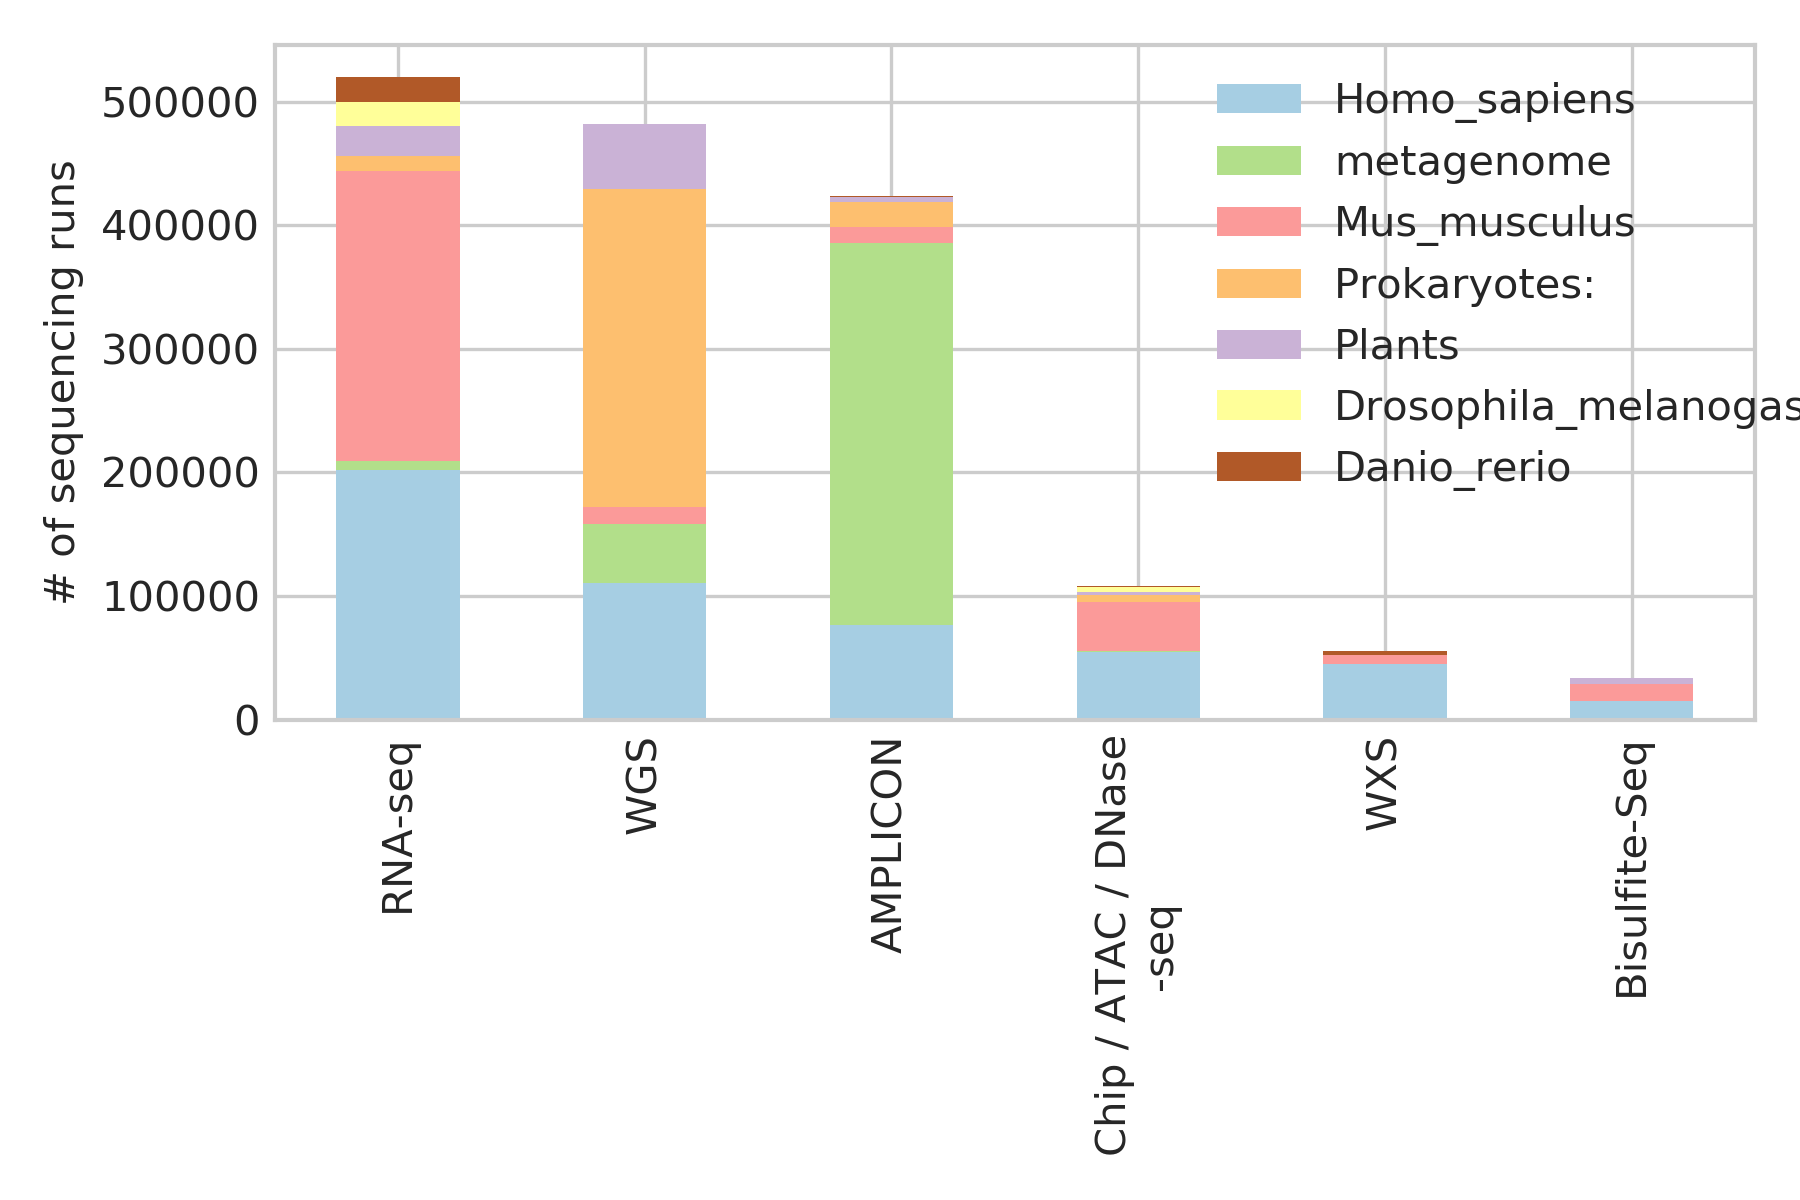 # of sequencing runs
500000
400000
300000
200000
100000
0
Homo_sapiens
metagenome
Mus_musculus
Prokaryotes:
Plants
Drosophila_melanogas
Danio_rerio
RNA-seq
WGS
AMPLICON
Chip / ATAC / DNase
-seq
WXS
Bisulfite-Seq